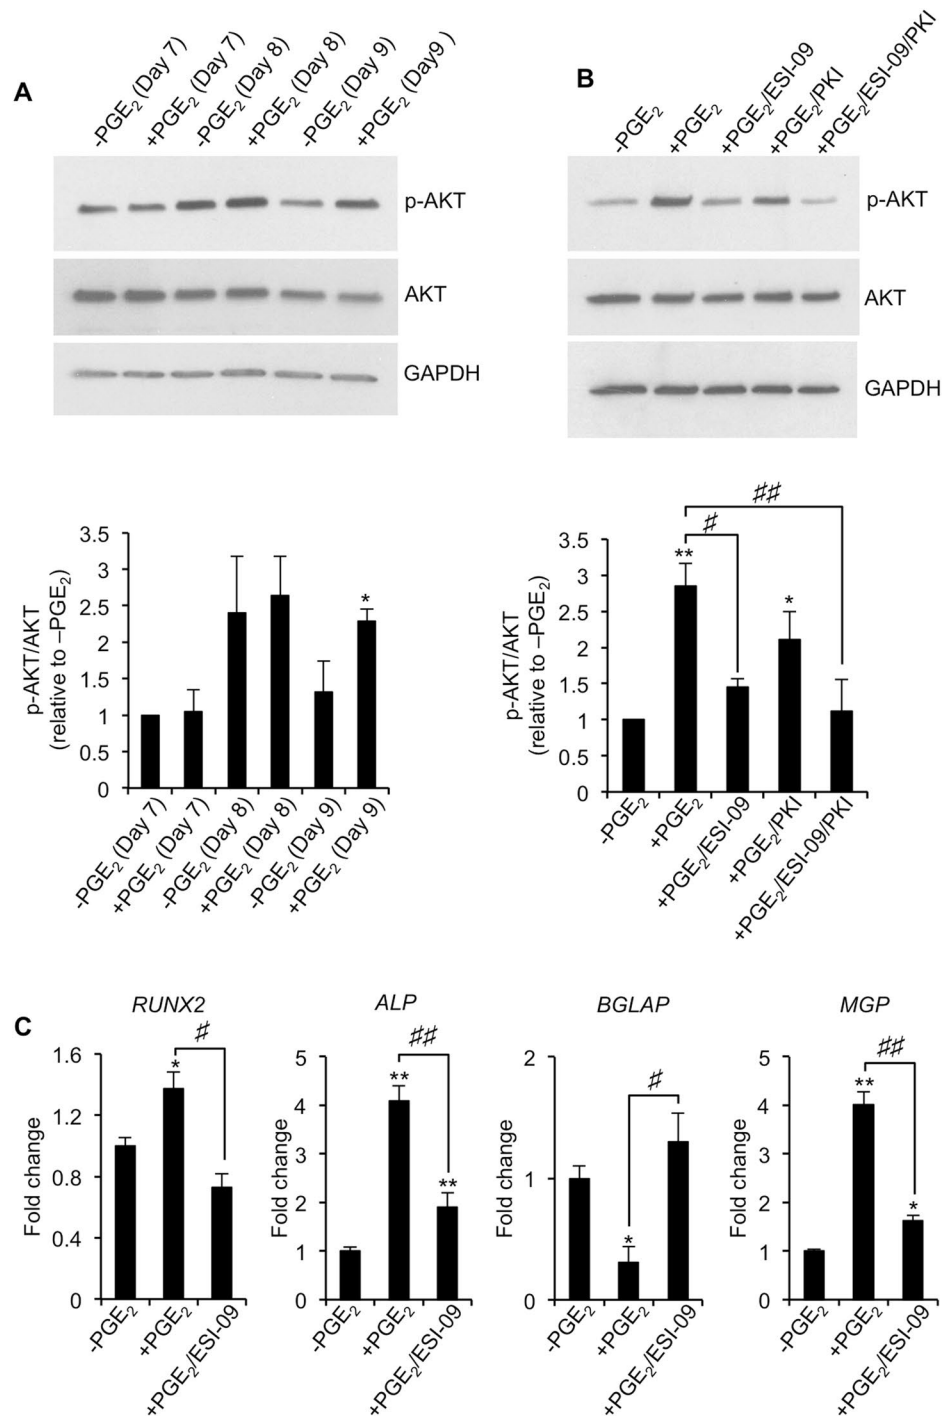 A
-PGE₂ (Day 7)
+PGE₂ (Day 7)
-PGE₂ (Day 8)
+PGE₂ (Day 8)
-PGE₂ (Day 9)
+PGE₂ (Day9 )
p-AKT
AKT
GAPDH
p-AKT/AKT
(relative to –PGE₂)
3.5
3
2.5
2
1.5
1
0.5
0
*
-PGE₂ (Day 7)
+PGE₂ (Day 7)
-PGE₂ (Day 8)
+PGE₂ (Day 8)
-PGE₂ (Day 9)
+PGE₂ (Day 9)
B
-PGE₂
+PGE₂
+PGE₂/ESI-09
+PGE₂/PKI
+PGE₂/ESI-09/PKI
p-AKT
AKT
GAPDH
p-AKT/AKT
(relative to –PGE₂)
3.5
3
2.5
2
1.5
1
0.5
0
##
#
**
*
-PGE₂
+PGE₂
+PGE₂/ESI-09
+PGE₂/PKI
+PGE₂/ESI-09/PKI
C
RUNX2
Fold change
1.6
1.2
0.8
0.4
0
#
*
-PGE₂
+PGE₂
+PGE₂/ESI-09
ALP
Fold change
5
4
3
2
1
0
##
**
**
-PGE₂
+PGE₂
+PGE₂/ESI-09
BGLAP
Fold change
2
1
0
#
*
-PGE₂
+PGE₂
+PGE₂/ESI-09
MGP
Fold change
5
4
3
2
1
0
##
**
*
-PGE₂
+PGE₂
+PGE₂/ESI-09